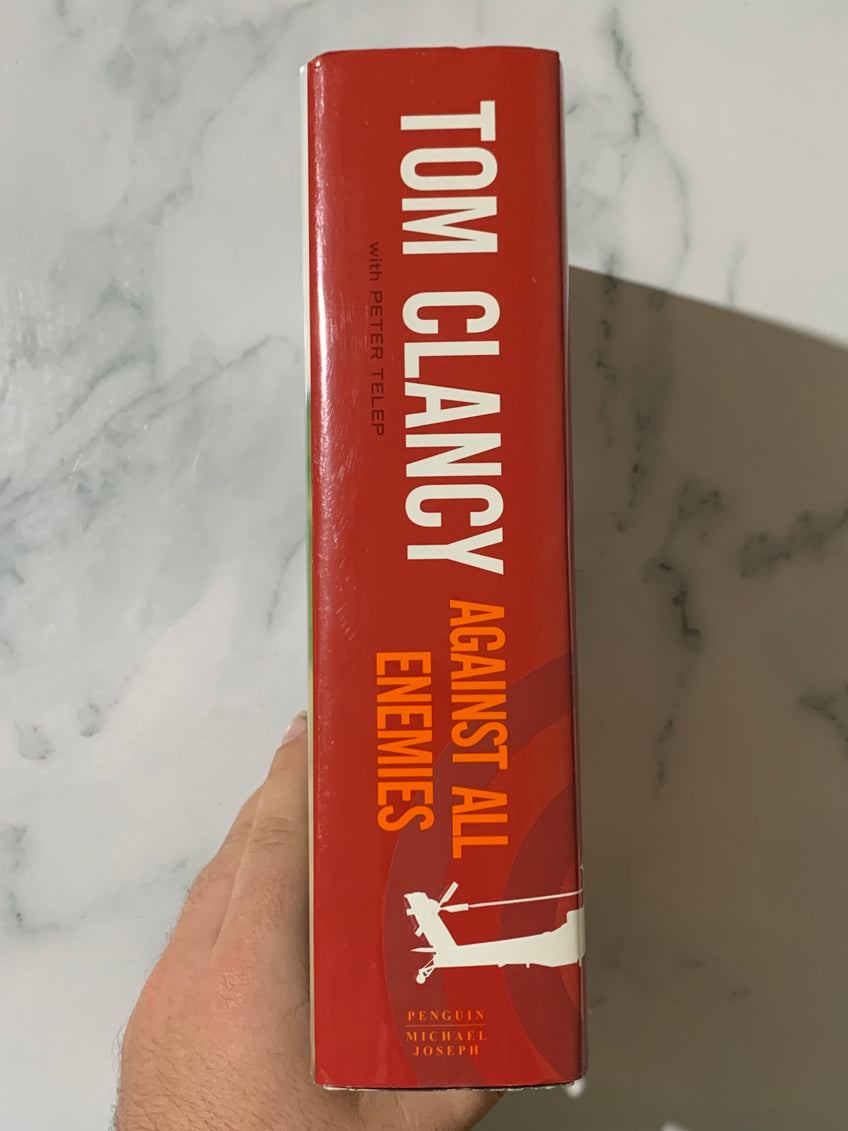 TOM CLANCY
with PETER TELEP
AGAINST ALL
ENEMIES
PENGUIN
MICHAEL
JOSEPH